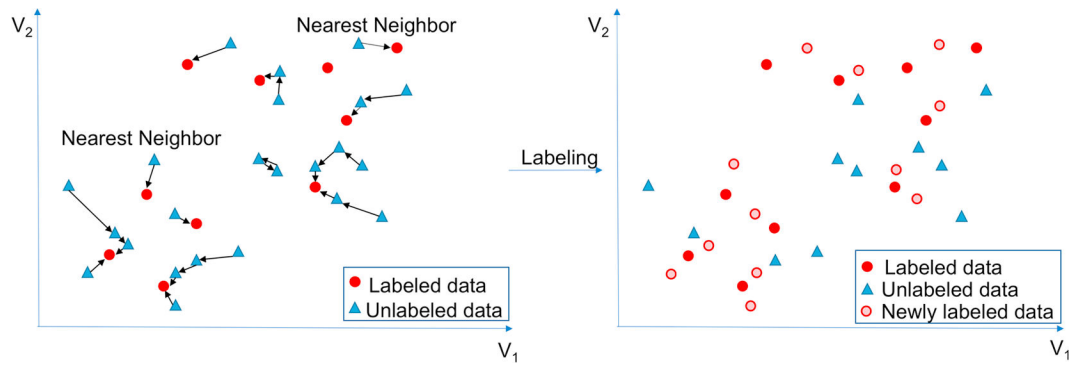 V2
Nearest Neighbor
Nearest Neighbor
Labeled data
Unlabeled data
V1
Labeling
V2
Labeled data
Unlabeled data
Newly labeled data
V1